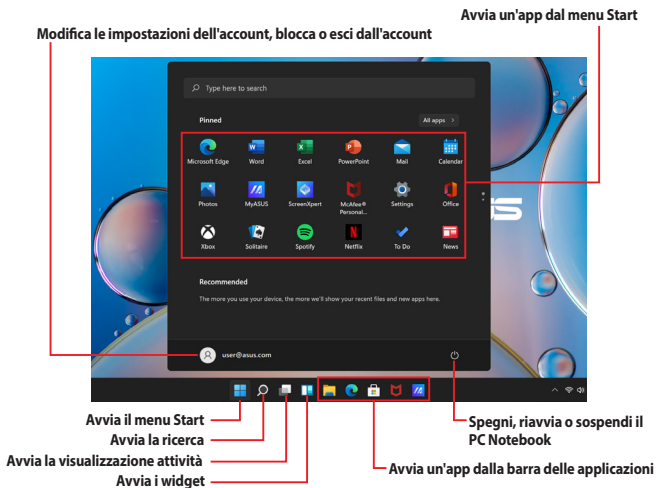 Avvia un'app dal menu Start
Modifica le impostazioni dell'account, blocca o esci dall'account
Type here to search
Pinned
All apps >
Microsoft Edge
Word
Excel
PowerPoint
Mail
Calendar
Photos
MyASUS
ScreenXpert
McAfee®
Personal...
Settings
Office
Xbox
Solitaire
Spotify
Netflix
To Do
News
Recommended
The more you use your device, the more we'll show your recent files and new apps here.
user@asus.com
Avvia il menu Start
Avvia la ricerca
Avvia la visualizzazione attività
Avvia i widget
Spegni, riavvia o sospendi il
PC Notebook
Avvia un'app dalla barra delle applicazioni